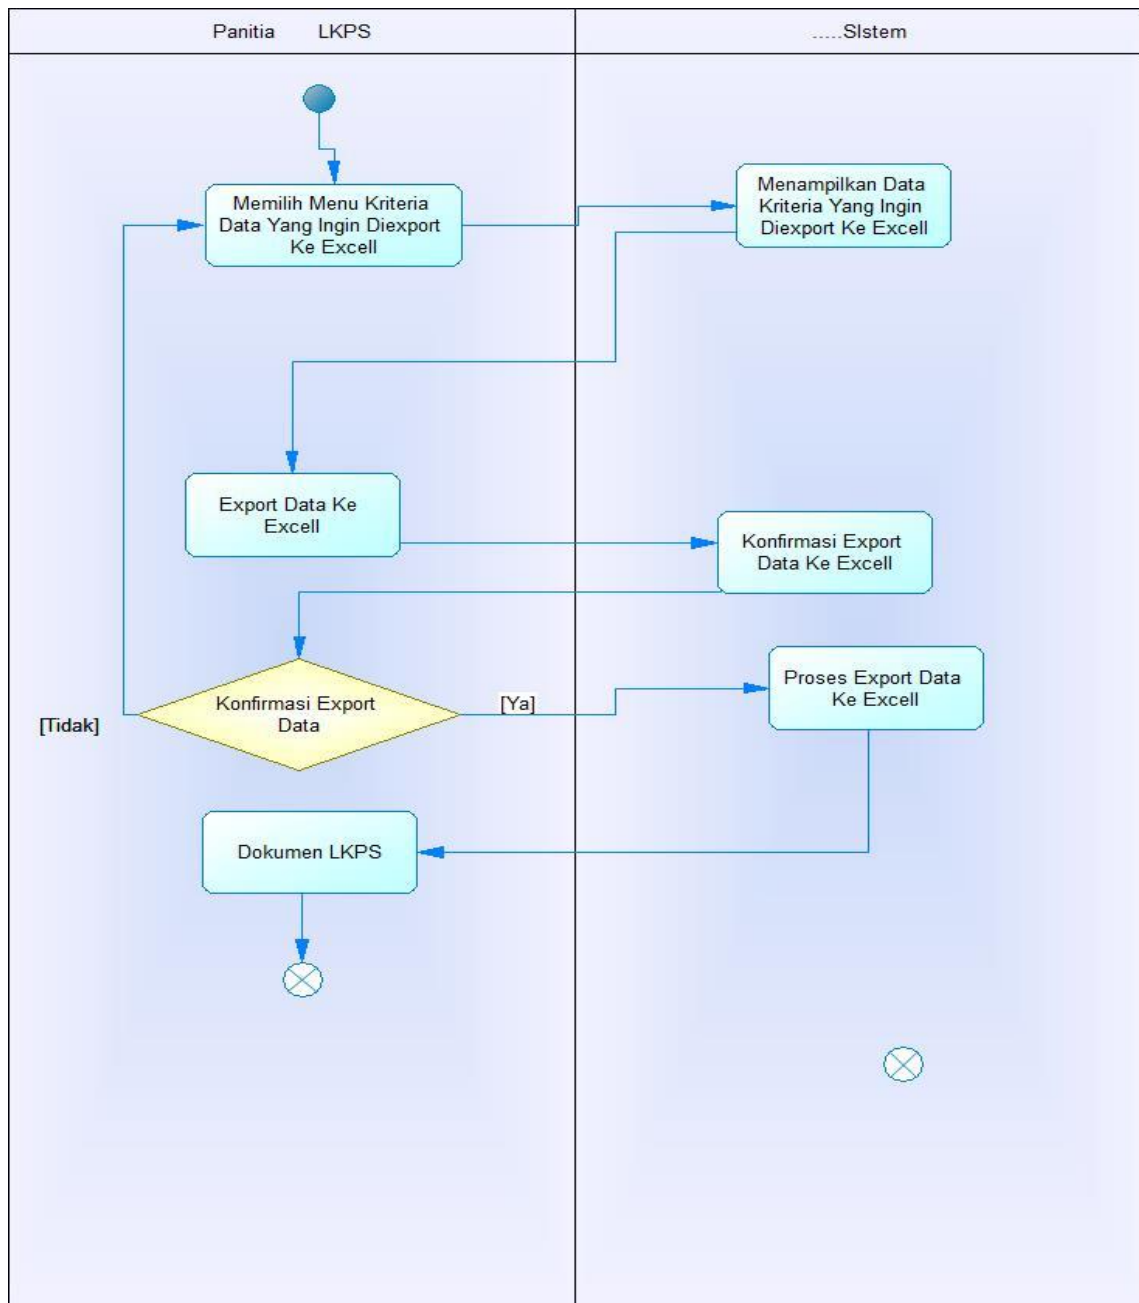 Panitia LKPS
.....SIstem
Memilih Menu Kriteria
Data Yang Ingin Diexport
Ke Excell
Menampilkan Data
Kriteria Yang Ingin
Diexport Ke Excell
Export Data Ke
Excell
Konfirmasi Export
Data Ke Excell
Konfirmasi Export
Data
[Tidak]
[Ya]
Proses Export Data
Ke Excell
Dokumen LKPS